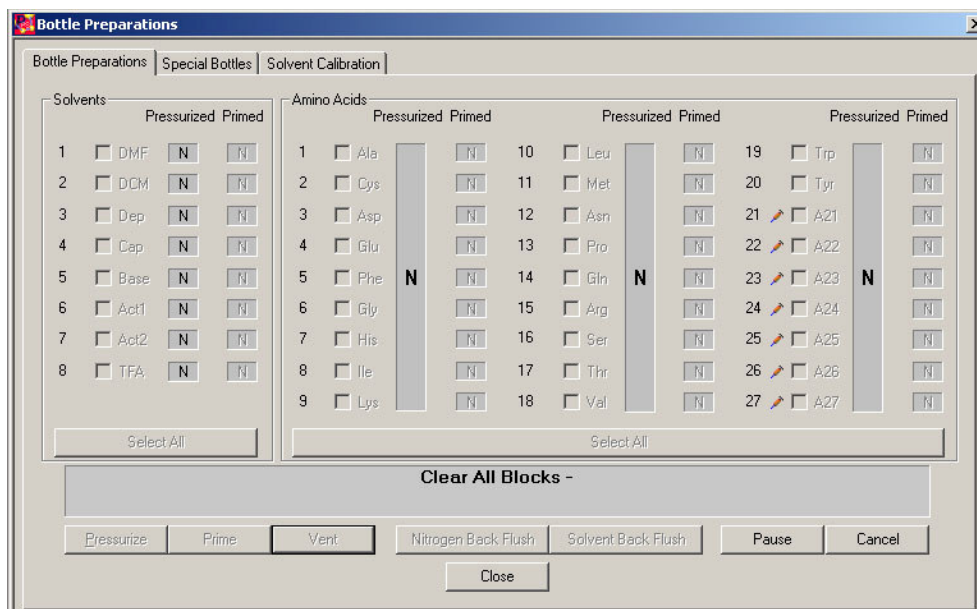 Bottle Preparations
Bottle Preparations Special Bottles Solvent Calibration
Solvents Amino Acids
Pressurized Primed Pressurized Primed Pressurized Primed Pressurized Primed
1 DMF N N 1 Ala N 10 Leu N 19 Trp N
2 DCM N N 2 Cys N 11 Met N 20 Tyr N
3 Dep N N 3 Asp N 12 Asn N 21 A21 N
4 Cap N N 4 Glu N 13 Pro N 22 A22 N
5 Base N N 5 Phe N N 14 Gln N N 23 A23 N N
6 Act1 N N 6 Gly N 15 Arg N 24 A24 N
7 Act2 N N 7 His N 16 Ser N 25 A25 N
8 TFA N N 8 Ile N 17 Thr N 26 A26 N
9 Lys N 18 Val N 27 A27 N
Select All Select All
Clear All Blocks -
Pressurize Prime Vent Nitrogen Back Flush Solvent Back Flush Pause Cancel
Close